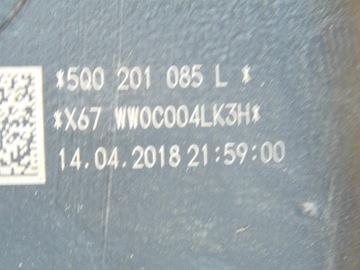 *5Q0 201 085 L *
*X67 WW0C004LK3H*
14.04.2018 21:59:00